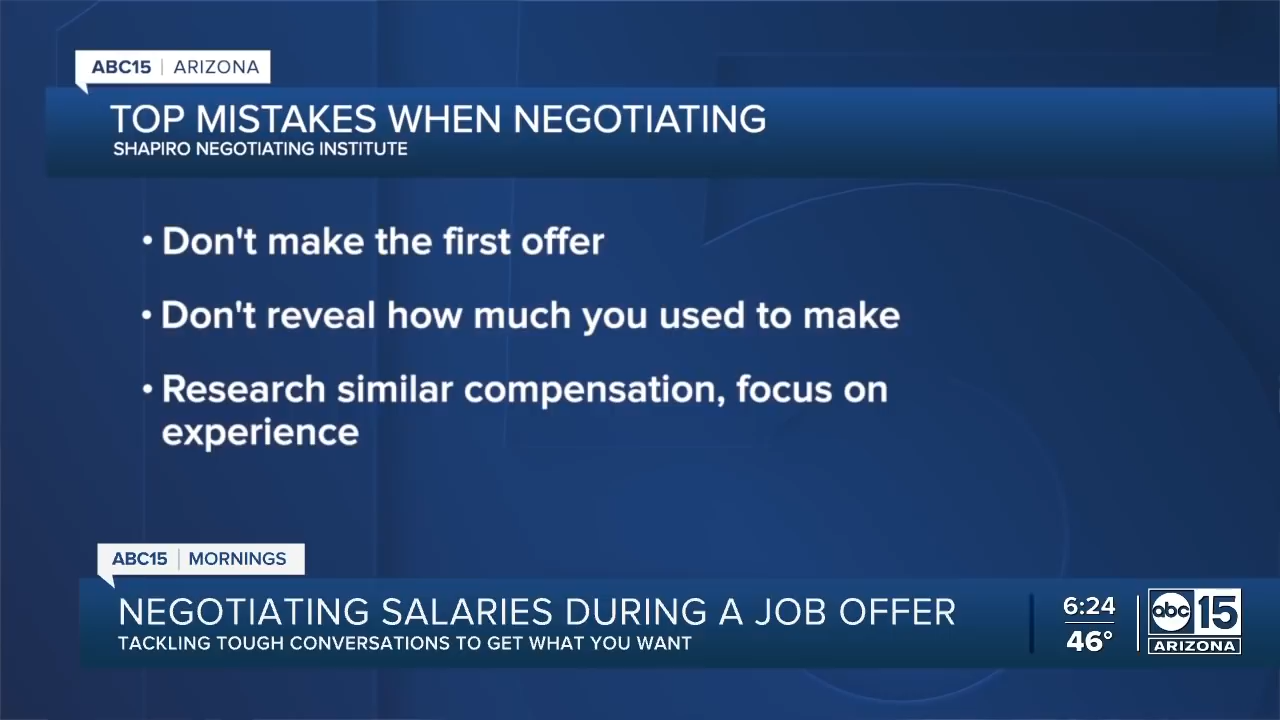 ABC15 | ARIZONA
TOP MISTAKES WHEN NEGOTIATING
SHAPIRO NEGOTIATING INSTITUTE
• Don't make the first offer
• Don't reveal how much you used to make
• Research similar compensation, focus on
experience
ABC15 | MORNINGS
NEGOTIATING SALARIES DURING A JOB OFFER
TACKLING TOUGH CONVERSATIONS TO GET WHAT YOU WANT
6:24
46°
abc 15
ARIZONA